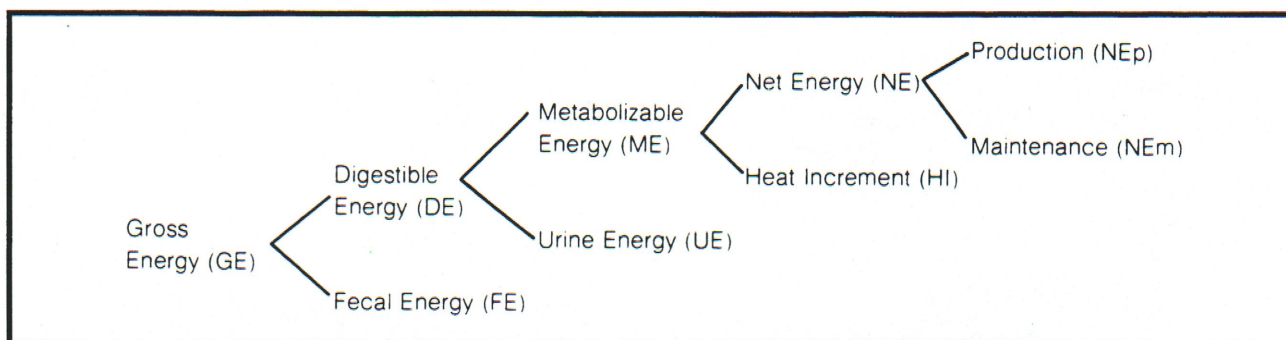 Production (NEp)
Net Energy (NE)
Metabolizable
Energy (ME)
Maintenance (NEm)
Digestible
Energy (DE)
Heat Increment (HI)
Gross
Energy (GE)
Urine Energy (UE)
Fecal Energy (FE)